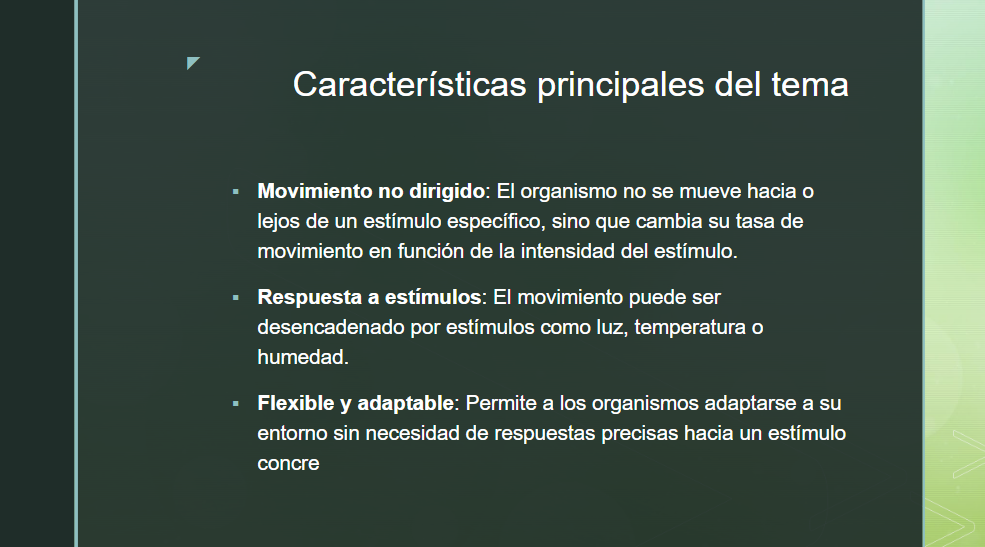 Características principales del tema
▪ Movimiento no dirigido: El organismo no se mueve hacia o
lejos de un estímulo específico, sino que cambia su tasa de
movimiento en función de la intensidad del estímulo.
▪ Respuesta a estímulos: El movimiento puede ser
desencadenado por estímulos como luz, temperatura o
humedad.
▪ Flexible y adaptable: Permite a los organismos adaptarse a su
entorno sin necesidad de respuestas precisas hacia un estímulo
concre